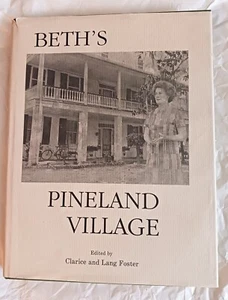 BETH'S
PINELAND
VILLAGE
Edited by
Clarice and Lang Foster